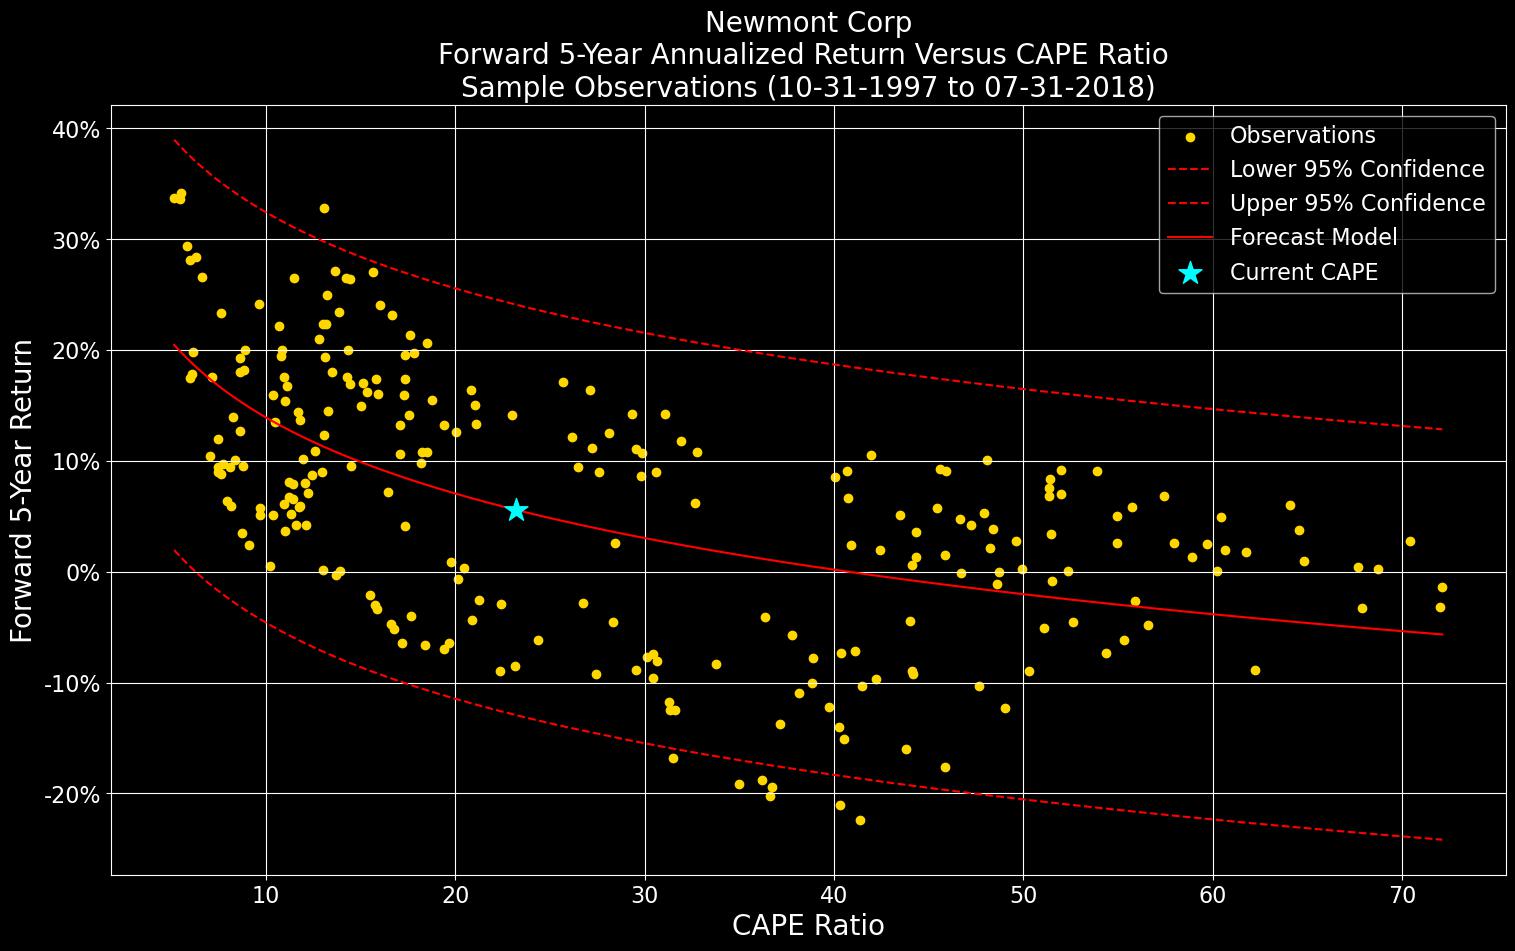 Newmont Corp
Forward 5-Year Annualized Return Versus CAPE Ratio
Sample Observations (10-31-1997 to 07-31-2018)
Observations
Lower 95% Confidence
Upper 95% Confidence
Forecast Model
Current CAPE
Forward 5-Year Return
40%
30%
20%
10%
0%
-10%
-20%
10
20
30
40
50
60
70
CAPE Ratio